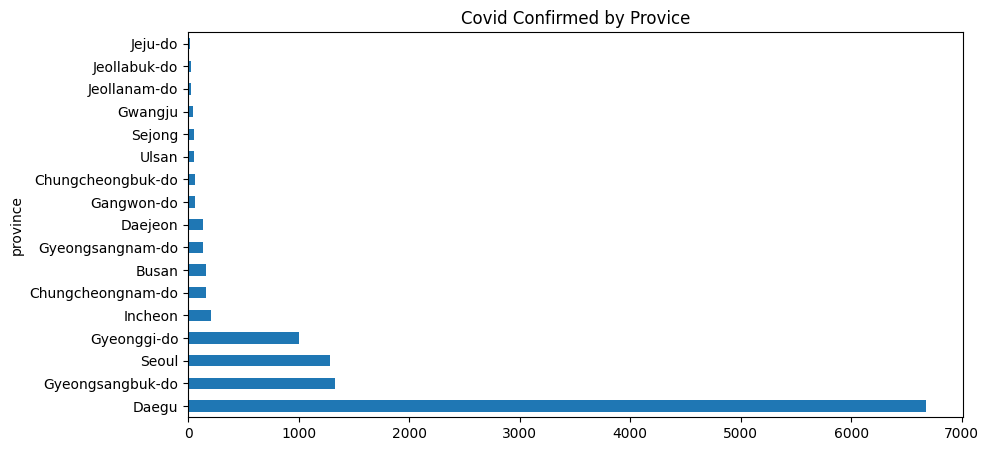 Covid Confirmed by Provice
province
Jeju-do
Jeollabuk-do
Jeollanam-do
Gwangju
Sejong
Ulsan
Chungcheongbuk-do
Gangwon-do
Daejeon
Gyeongsangnam-do
Busan
Chungcheongnam-do
Incheon
Gyeonggi-do
Seoul
Gyeongsangbuk-do
Daegu
0 1000 2000 3000 4000 5000 6000 7000